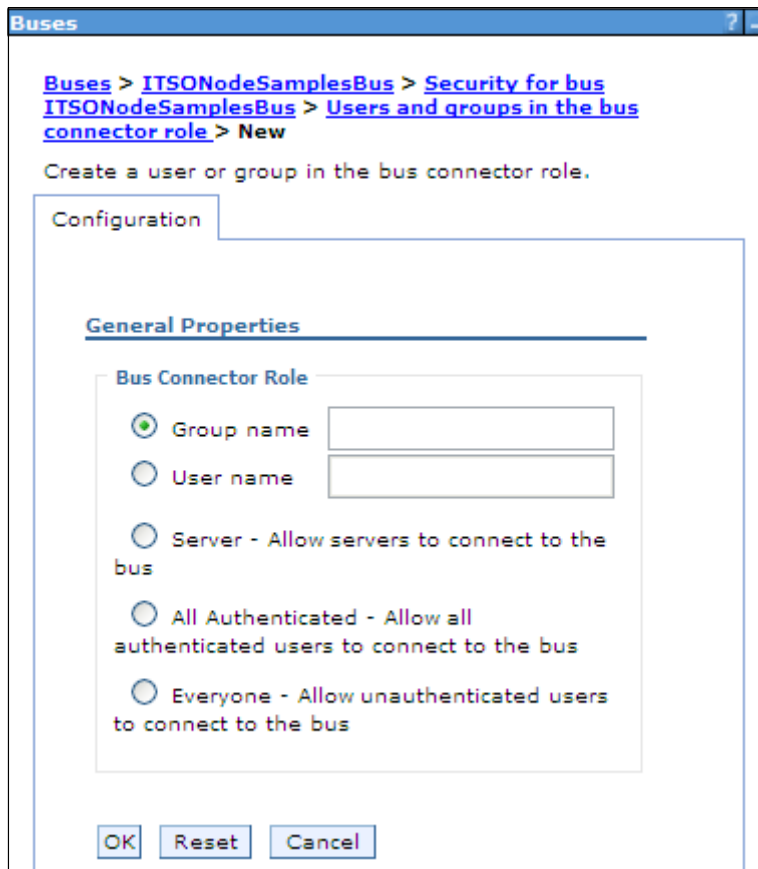 Buses ? -
Buses > ITSONodeSamplesBus > Security for bus
ITSONodeSamplesBus > Users and groups in the bus
connector role > New
Create a user or group in the bus connector role.
Configuration
General Properties
Bus Connector Role
Group name
User name
Server - Allow servers to connect to the
bus
All Authenticated - Allow all
authenticated users to connect to the bus
Everyone - Allow unauthenticated users
to connect to the bus
OK Reset Cancel